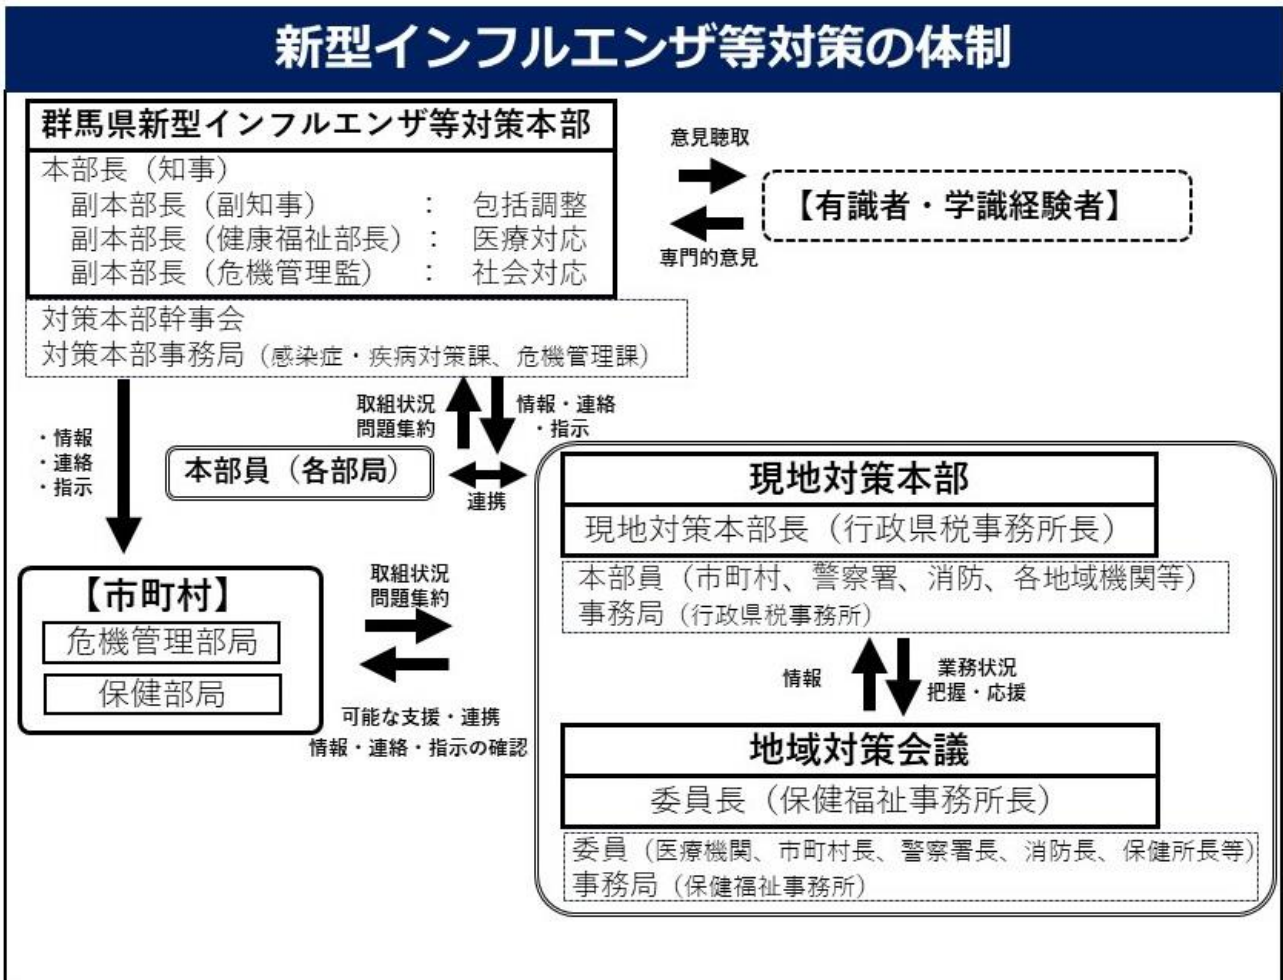 新型インフルエンザ等対策の体制
群馬県新型インフルエンザ等対策本部
本部長（知事）
副本部長（副知事）　：　包括調整
副本部長（健康福祉部長）：　医療対応
副本部長（危機管理監）　：　社会対応
対策本部幹事会
対策本部事務局（感染症・疾病対策課、危機管理課）
意見聴取
【有識者・学識経験者】
専門的意見
・情報
・連絡
・指示
取組状況
問題集約
情報・連絡
・指示
本部員（各部局）
連携
現地対策本部
現地対策本部長（行政県税事務所長）
本部員（市町村、警察署、消防、各地域機関等）
事務局（行政県税事務所）
【市町村】
危機管理部局
保健部局
取組状況
問題集約
可能な支援・連携
情報・連絡・指示の確認
情報
業務状況
把握・応援
地域対策会議
委員長（保健福祉事務所長）
委員（医療機関、市町村長、警察署長、消防長、保健所長等）
事務局（保健福祉事務所）